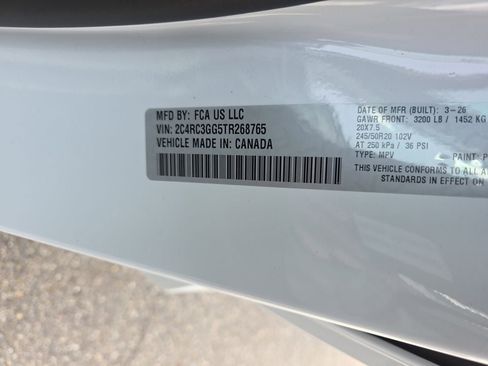 MFD BY: FCA US LLC
VIN: 2C4RC3GG5TR268765
VEHICLE MADE IN: CANADA
DATE OF MFR (BUILT): 3-26
GAWR FRONT: 3200 LB / 1452 KG
20X7.5
245/50R20 102V
AT 250 kPa / 36 PSI
TYPE: MPV PAINT: P
THIS VEHICLE CONFORMS TO ALL
STANDARDS IN EFFECT ON